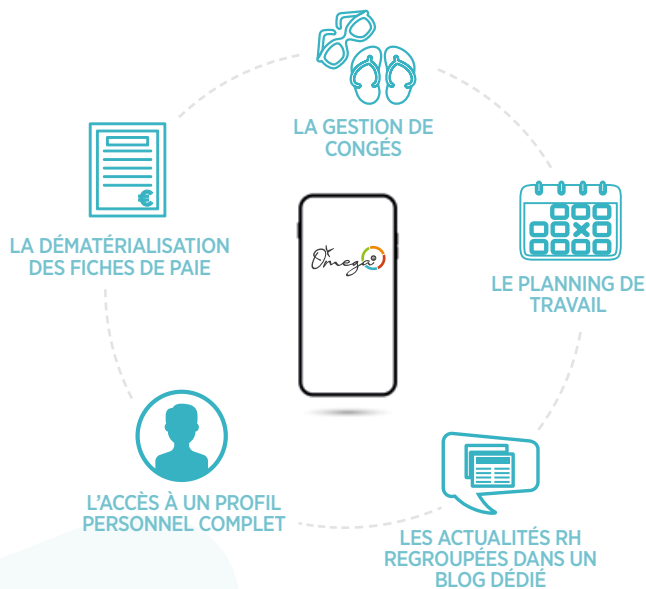 LA GESTION DE
CONGÉS
LA DÉMATÉRIALISATION
DES FICHES DE PAIE
Omega
LE PLANNING DE
TRAVAIL
L'ACCÈS À UN PROFIL
PERSONNEL COMPLET
LES ACTUALITÉS RH
REGROUPÉES DANS UN
BLOG DÉDIÉ